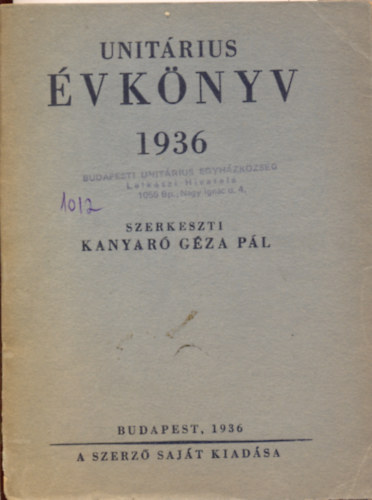 UNITÁRIUS
ÉVKÖNYV
1936
BUDAPESTI UNITÁRIUS EGYHÁZKÖZSÉG
Lelkészi Hivatala
1055 Bp., Nagy Ignác u. 4.
1012
SZERKESZTI
KANYARÓ GÉZA PÁL
BUDAPEST, 1936
A SZERZŐ SAJÁT KIADÁSA